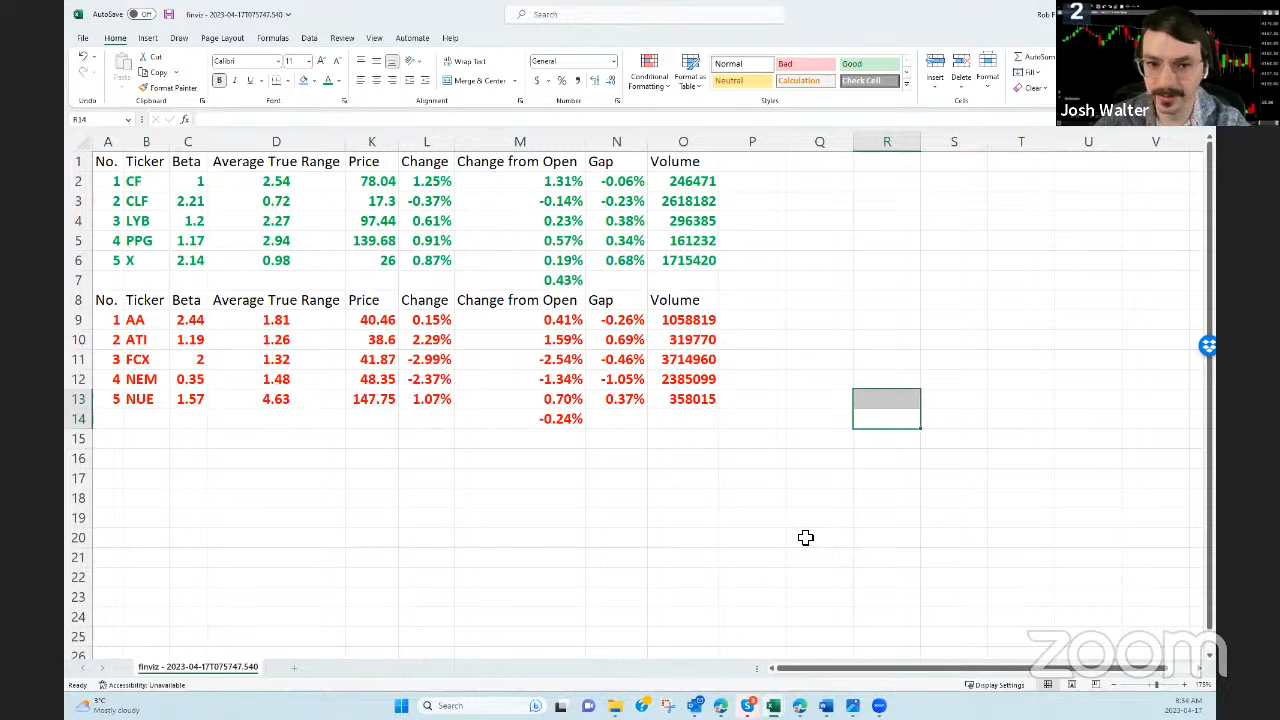 AutoSave Off finviz - 2023-04-17T075747.540 Search Rob F
2
File Home Insert Draw Page Layout Formulas
Paste Cut Copy Format Painter
B I U A
Wrap Text Merge & Center
General
Conditional Formatting Format as Table
Normal Bad Good
Neutral Calculation Check Cell
Insert Delete Format
AutoSum Fill Clear
Undo Clipboard Font Alignment Number Styles Cells
Josh Walter
R14 fx
A B C D K L M N O P Q R S T U V
1 No. Ticker Beta Average True Range Price Change Change from Open Gap Volume
2 1 CF 1 2.54 78.04 1.25% 1.31% -0.06% 246471
3 2 CLF 2.21 0.72 17.3 -0.37% -0.14% -0.23% 2618182
4 3 LYB 1.2 2.27 97.44 0.61% 0.23% 0.38% 296385
5 4 PPG 1.17 2.94 139.68 0.91% 0.57% 0.34% 161232
6 5 X 2.14 0.98 26 0.87% 0.19% 0.68% 1715420
7 0.43%
8 No. Ticker Beta Average True Range Price Change Change from Open Gap Volume
9 1 AA 2.44 1.81 40.46 0.15% 0.41% -0.26% 1058819
10 2 ATI 1.19 1.26 38.6 2.29% 1.59% 0.69% 319770
11 3 FCX 2 1.32 41.87 -2.99% -2.54% -0.46% 3714960
12 4 NEM 0.35 1.48 48.35 -2.37% -1.34% -1.05% 2385099
13 5 NUE 1.57 4.63 147.75 1.07% 0.70% 0.37% 358015
14 -0.24%
15
16
17
18
19
20
21
22
23
24
25
26
zoom
finviz - 2023-04-17T075747.540
Ready Accessibility: Unavailable Display Settings 175%
3°C
Mostly cloudy
Search
8:34 AM
2023-04-17